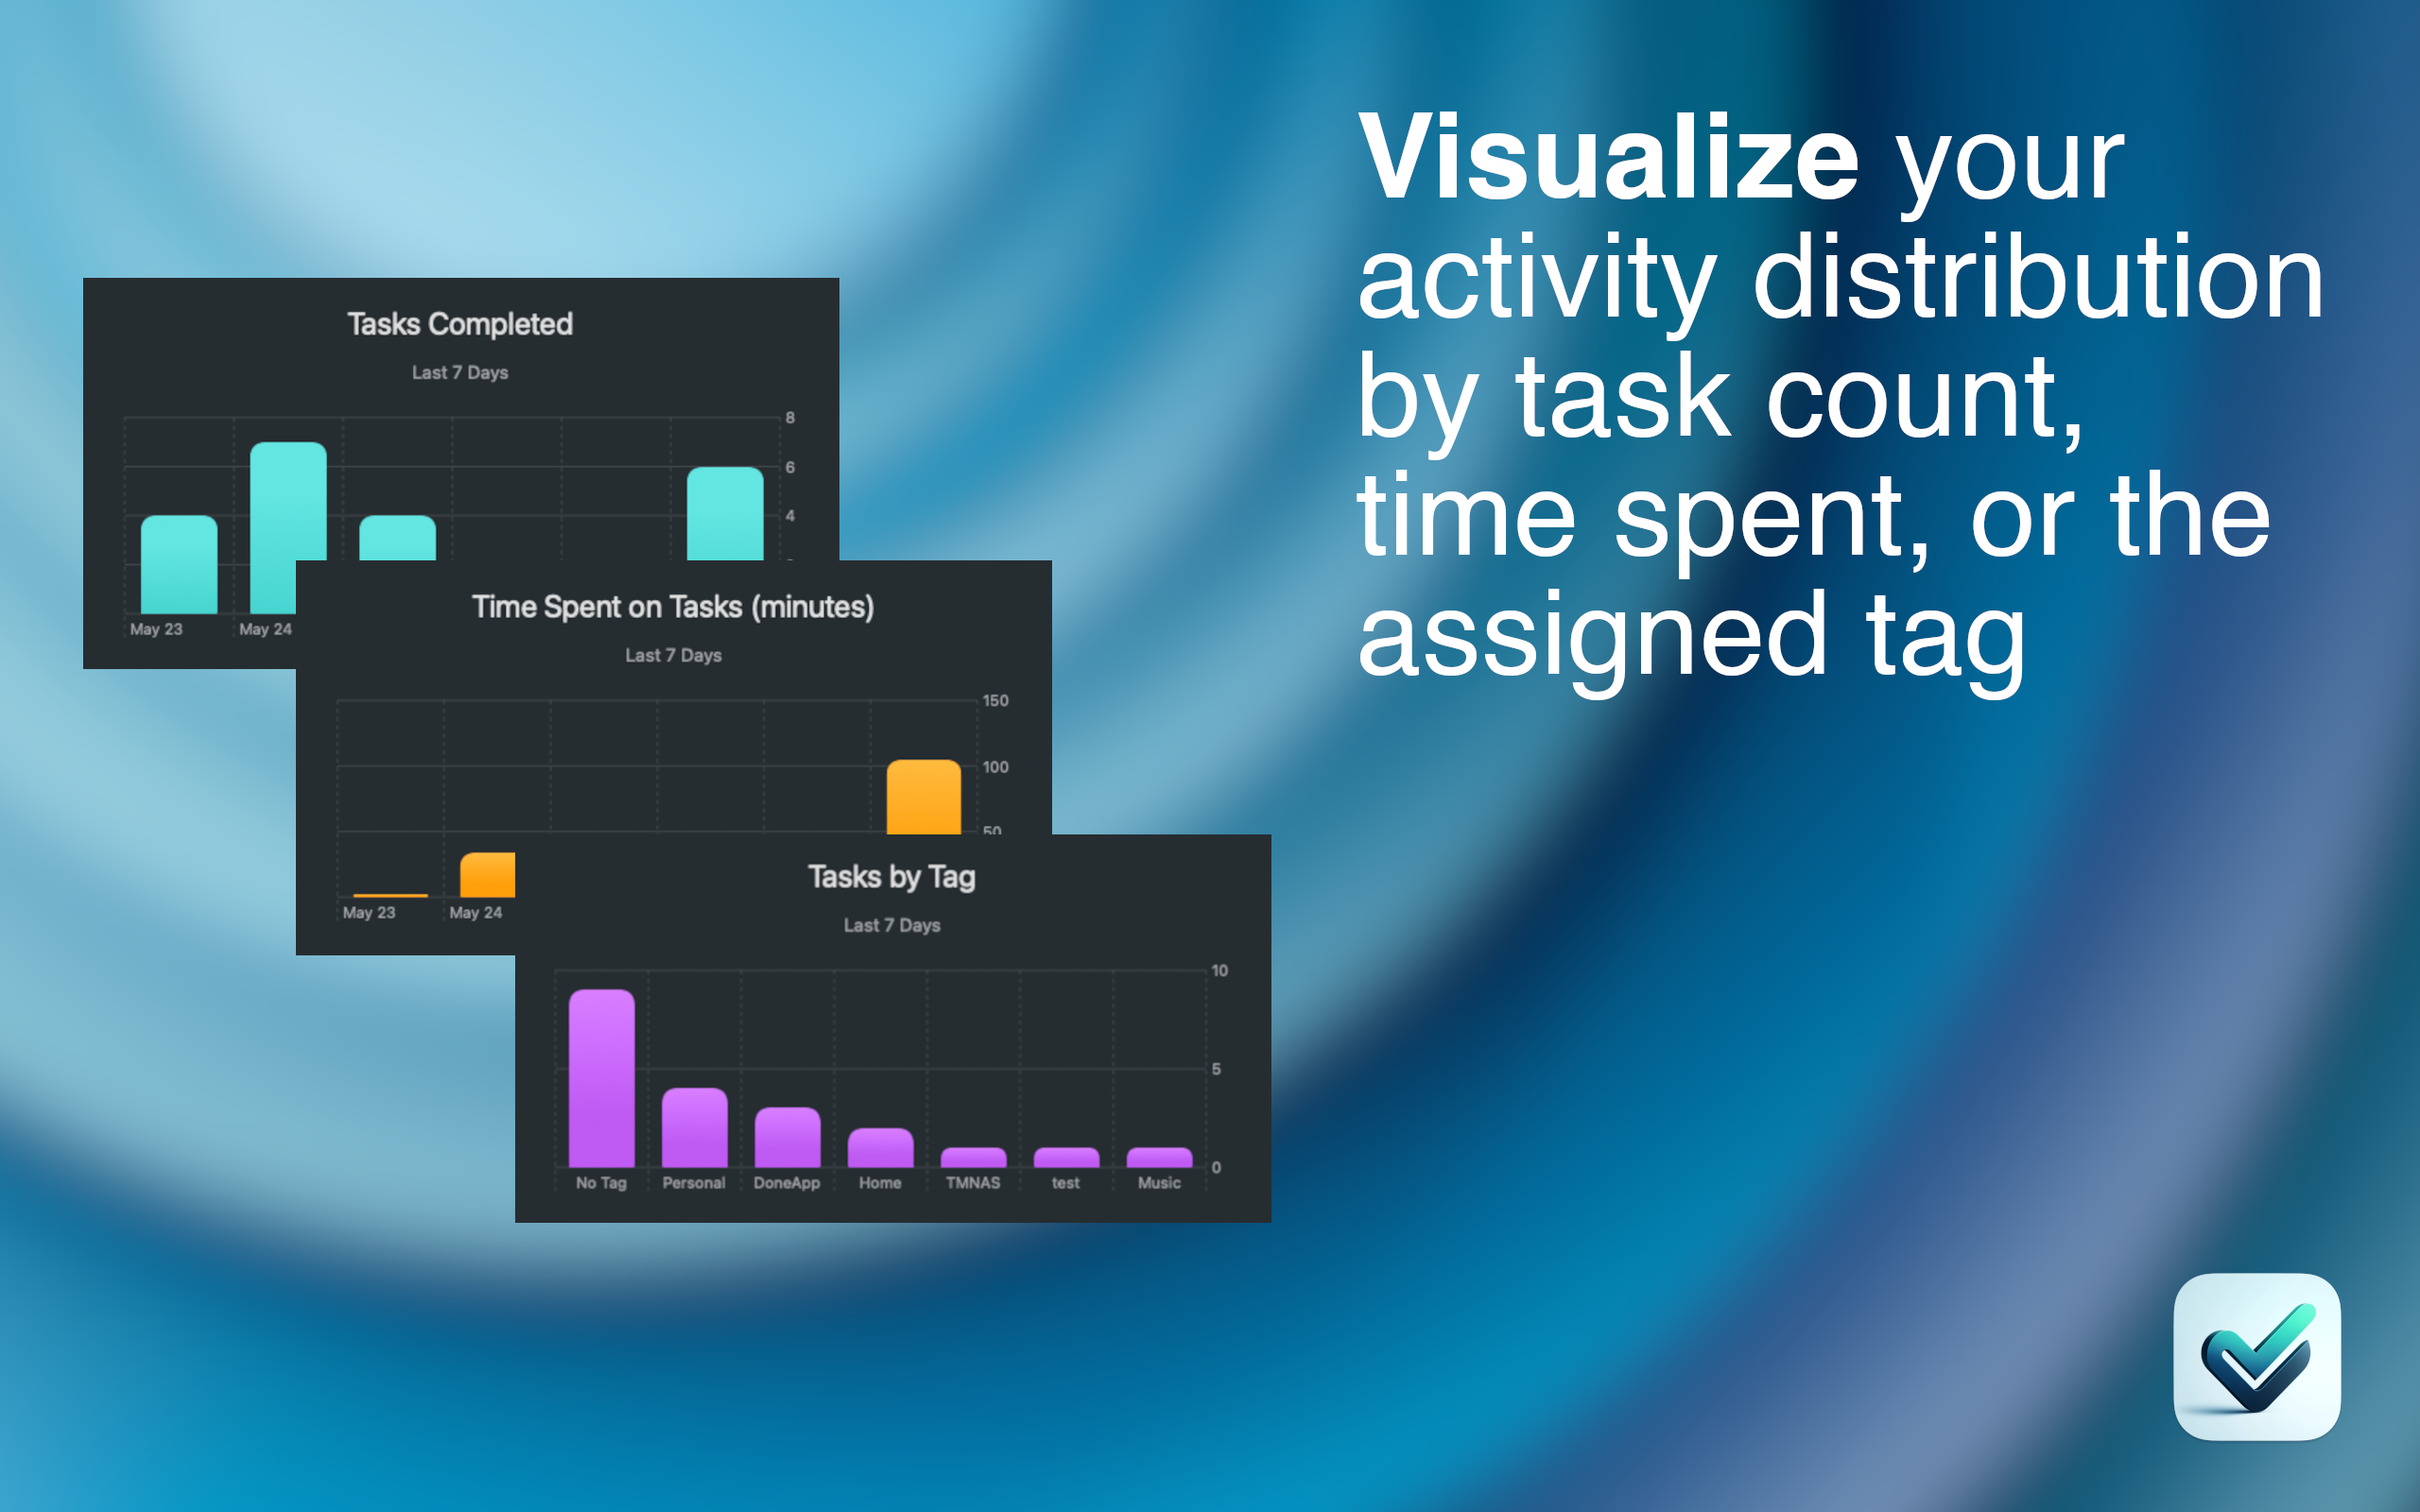 Visualize your
activity distribution
by task count,
time spent, or the
assigned tag
Tasks Completed
Last 7 Days
8
6
4
May 23 May 24
Time Spent on Tasks (minutes)
Last 7 Days
150
100
50
May 23 May 24
Tasks by Tag
Last 7 Days
10
5
0
No Tag Personal DoneApp Home TMNAS test Music